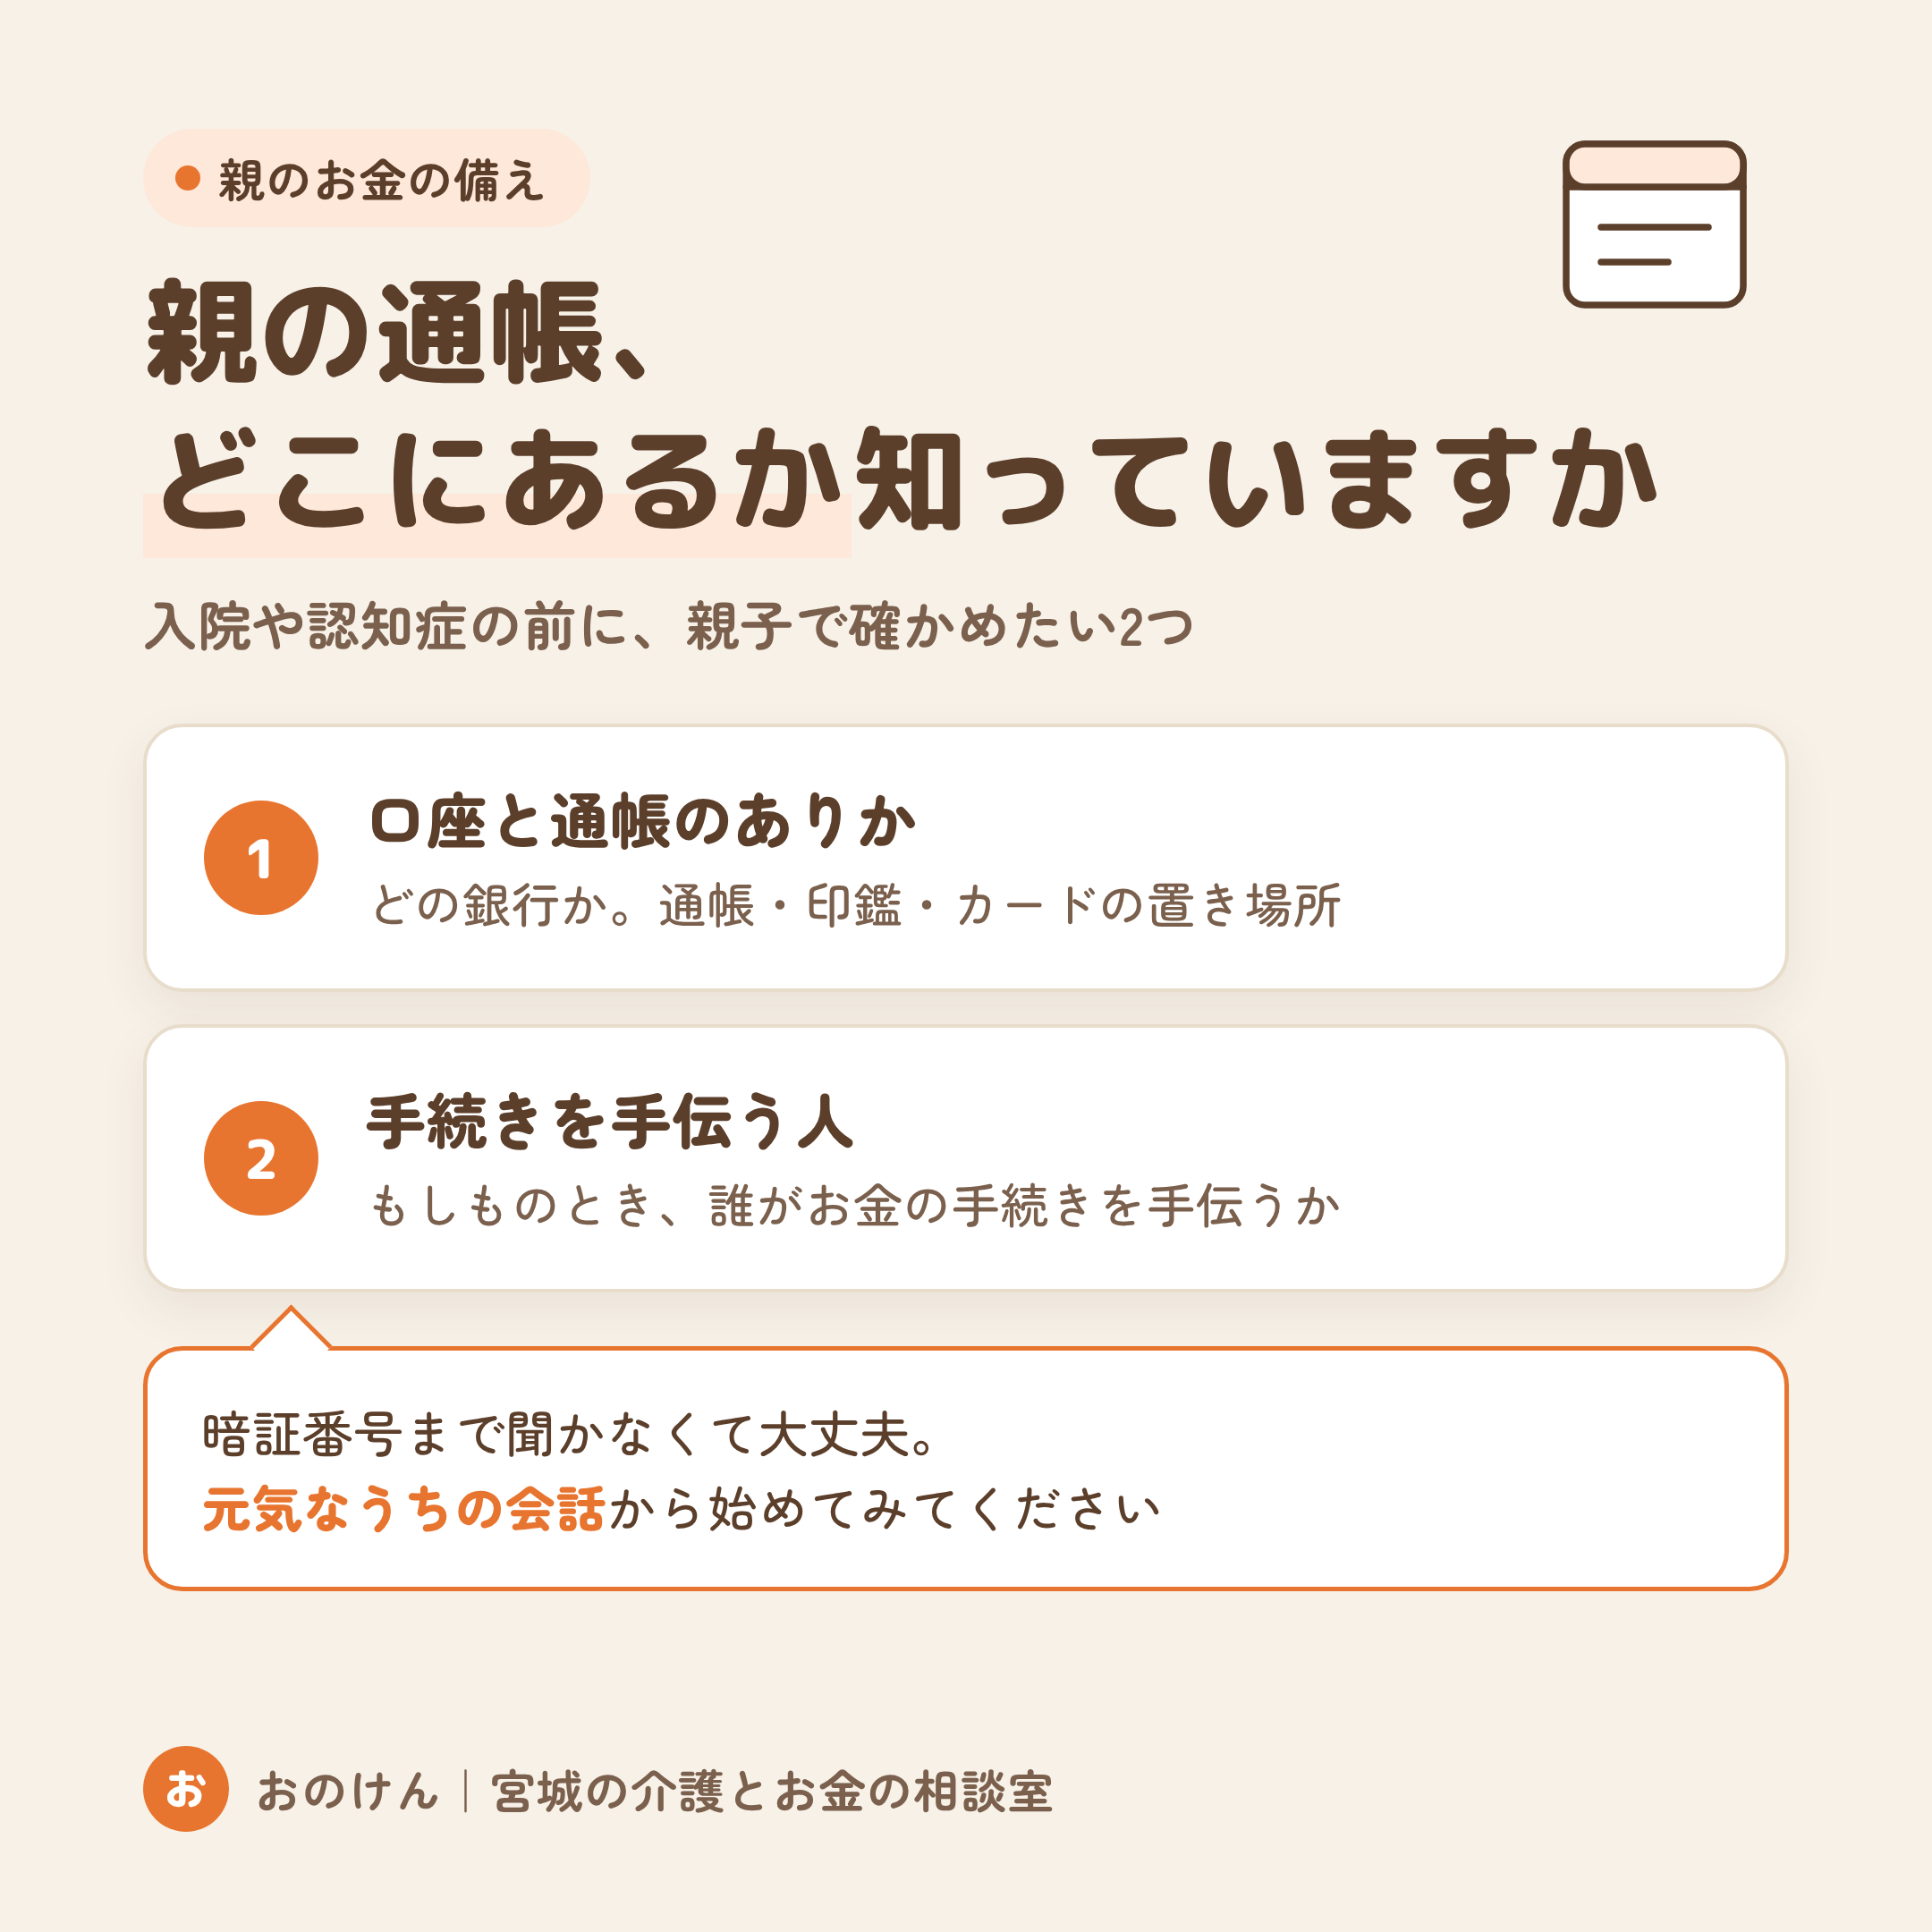 親のお金の備え
親の通帳、
どこにあるか知っていますか
入院や認知症の前に、親子で確かめたい2つ
1
口座と通帳のありか
どの銀行か。通帳・印鑑・カードの置き場所
2
手続きを手伝う人
もしものとき、誰がお金の手続きを手伝うか
暗証番号まで聞かなくて大丈夫。
元気なうちの会話から始めてみてください
お おのけん｜宮城の介護とお金の相談室